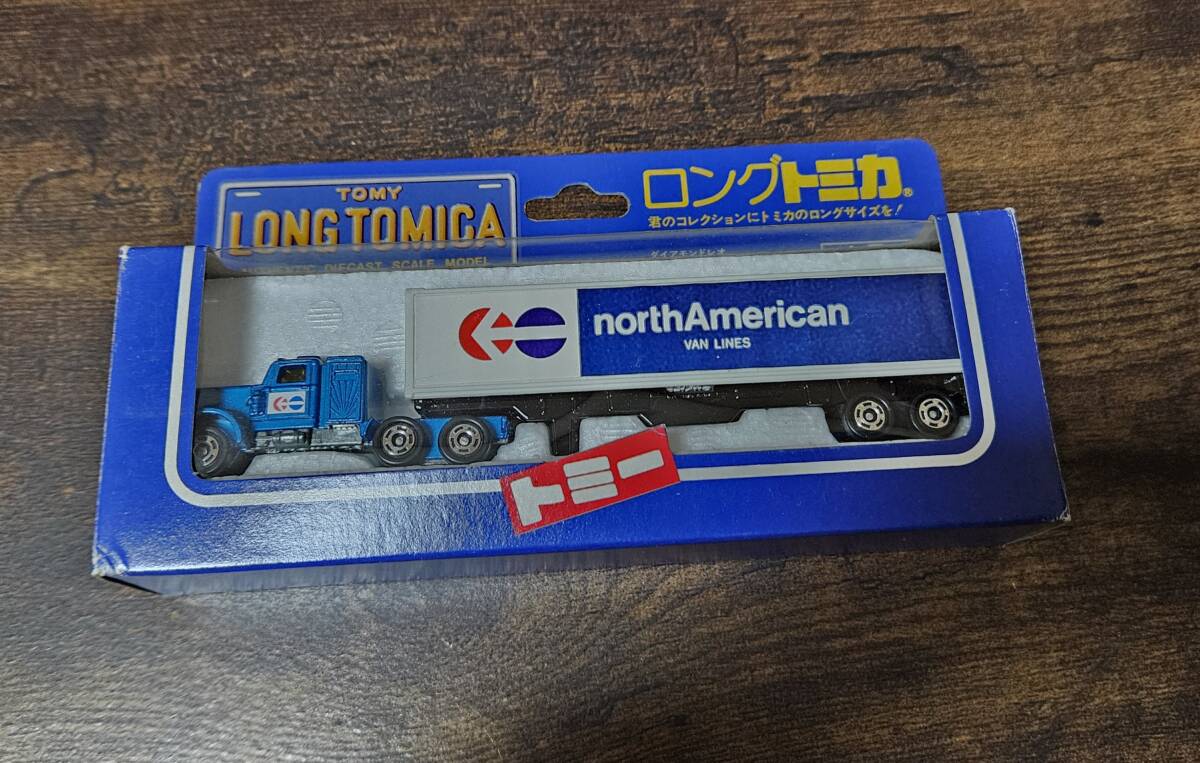 TOMY
LONG TOMICA
DIECAST SCALE MODEL
ロングトミカ®
君のコレクションにトミカのロングサイズを!
ダイアモンドレオ
northAmerican
VAN LINES
トミー